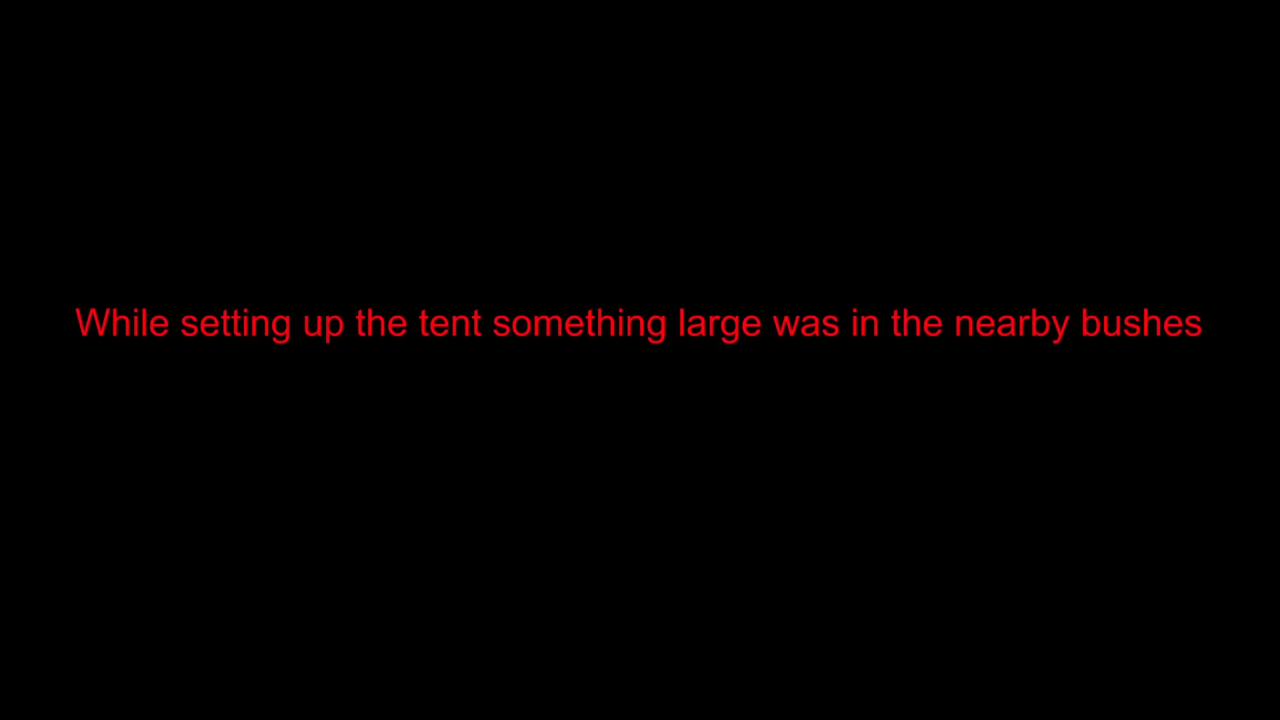 While setting up the tent something large was in the nearby bushes